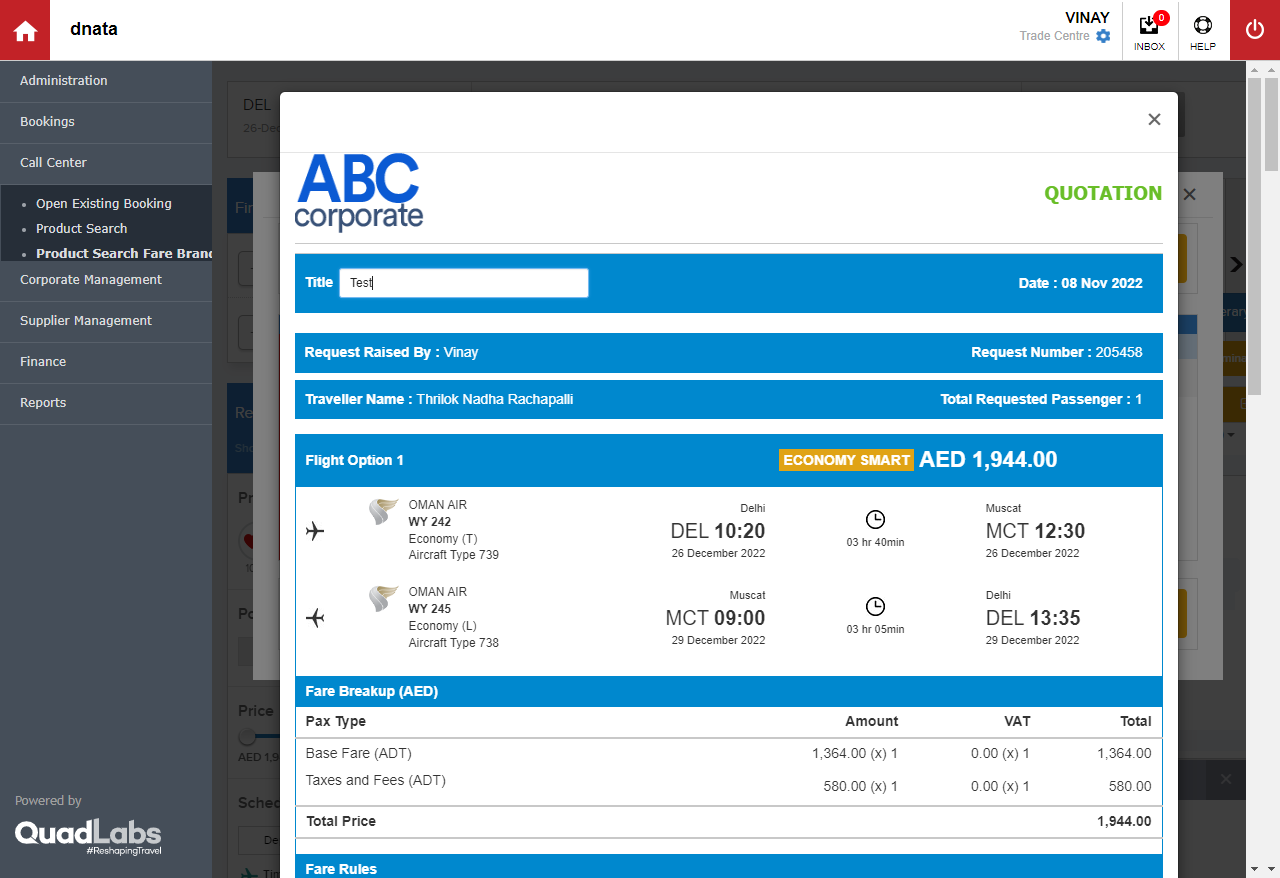 dnata
VINAY
Trade Centre
0
INBOX
HELP
Administration
Bookings
Call Center
Open Existing Booking
Product Search
Product Search Fare Brand
Corporate Management
Supplier Management
Finance
Reports
Powered by
QuadLabs
#ReshapingTravel
DEL
26-Dec
Price
AED 1,9
Sched
De
Tim
ABC
corporate
QUOTATION
Title Test
Date : 08 Nov 2022
Request Raised By : Vinay
Request Number : 205458
Traveller Name : Thrilok Nadha Rachapalli
Total Requested Passenger : 1
Flight Option 1
ECONOMY SMART AED 1,944.00
OMAN AIR
WY 242
Economy (T)
Aircraft Type 739
Delhi
DEL 10:20
26 December 2022
03 hr 40min
Muscat
MCT 12:30
26 December 2022
OMAN AIR
WY 245
Economy (L)
Aircraft Type 738
Muscat
MCT 09:00
29 December 2022
03 hr 05min
Delhi
DEL 13:35
29 December 2022
Fare Breakup (AED)
Pax Type Amount VAT Total
Base Fare (ADT) 1,364.00 (x) 1 0.00 (x) 1 1,364.00
Taxes and Fees (ADT) 580.00 (x) 1 0.00 (x) 1 580.00
Total Price 1,944.00
Fare Rules